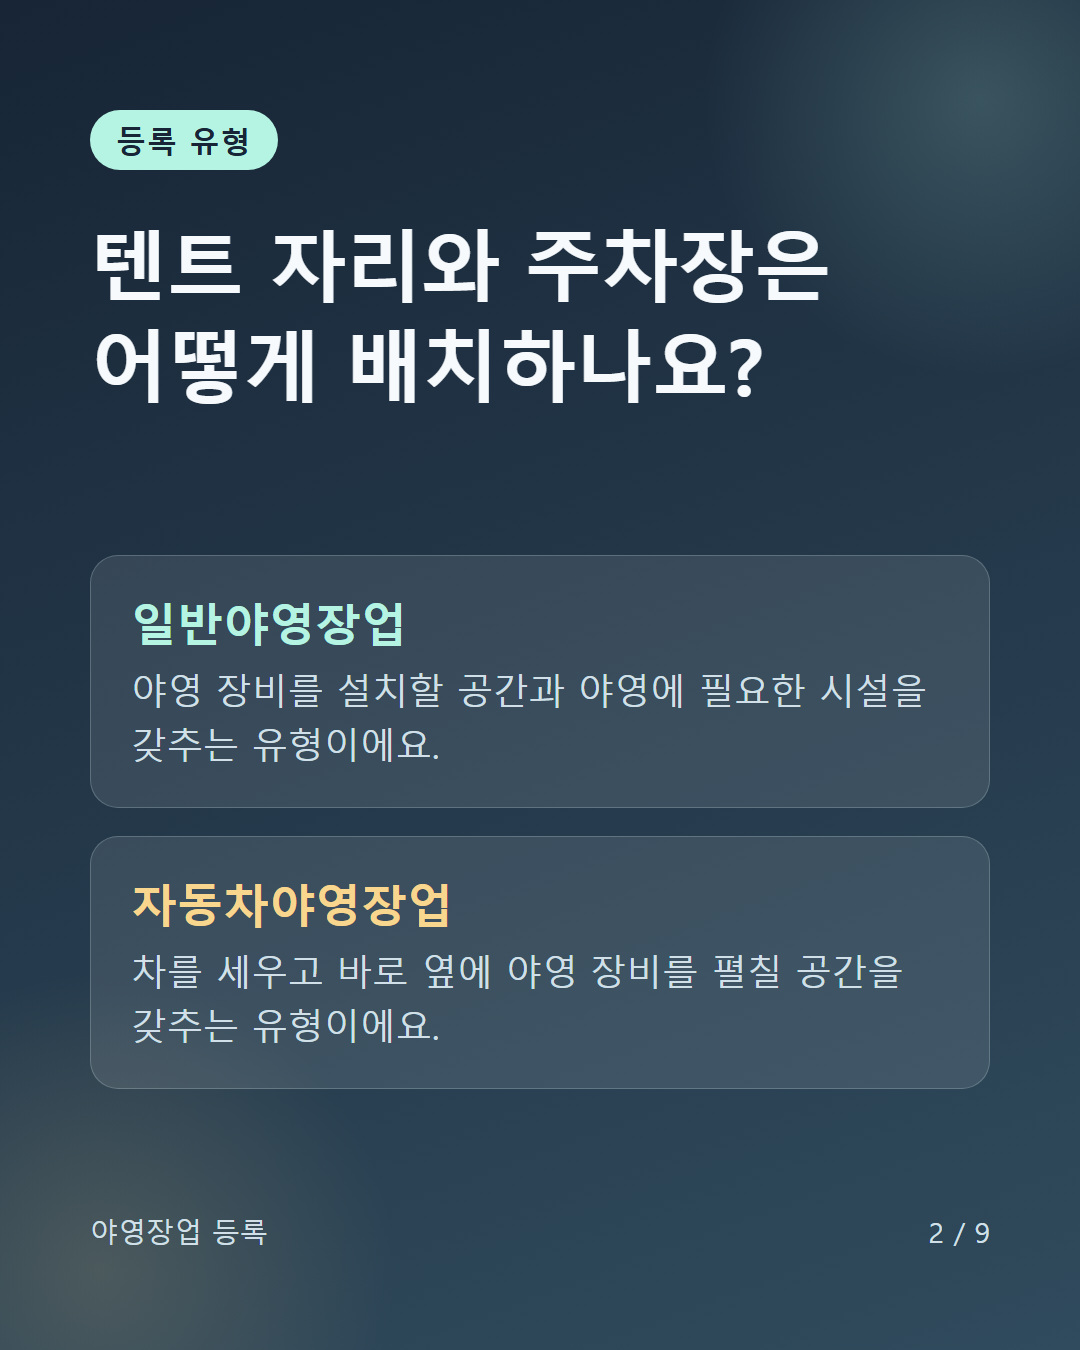 등록 유형
텐트 자리와 주차장은
어떻게 배치하나요?
일반야영장업
야영 장비를 설치할 공간과 야영에 필요한 시설을
갖추는 유형이에요.
자동차야영장업
차를 세우고 바로 옆에 야영 장비를 펼칠 공간을
갖추는 유형이에요.
야영장업 등록
2 / 9